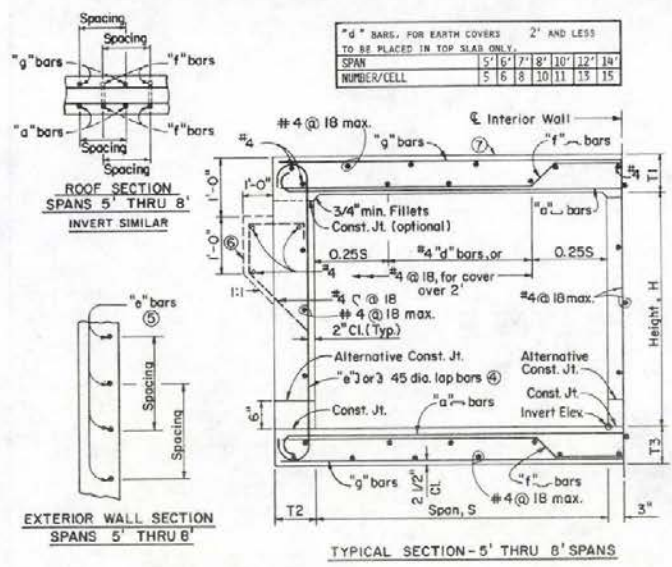 Spacing
"g" bars
"f" bars
"a" bars
"f" bars
Spacing
ROOF SECTION
SPANS 5' THRU 8'
INVERT SIMILAR
"d" BARS, FOR EARTH COVERS 2' AND LESS
TO BE PLACED IN TOP SLAB ONLY.
SPAN 5' 6' 7' 8' 10' 12' 14'
NUMBER/CELL 5 6 8 10 11 13 15
℄ Interior Wall
#4 @ 18 max.
"g" bars
⑦
"f" bars
#4
#4
T1
1'-0"
1'-0"
1'-0"
⑥
#4
1:1
3/4" min. Fillets
Const. Jt. (optional)
"a" bars
0.25S
#4 "d" bars, or
0.25S
#4 @ 18, for cover
over 2'
#4 @ 18
#4 @ 18 max.
#4 @ 18 max.
2" Cl. (Typ.)
Height, H
Alternative Const. Jt.
Alternative
Const. Jt.
"e" or 45 dia. lap bars ④
6"
Const. Jt.
"a" bars
Const. Jt.
Invert Elev.
T3
"g" bars
2 1/2"
Cl.
#4 @ 18 max.
"f" bars
T2
Span, S
3"
TYPICAL SECTION - 5' THRU 8' SPANS
"e" bars
⑤
Spacing
Spacing
EXTERIOR WALL SECTION
SPANS 5' THRU 8'